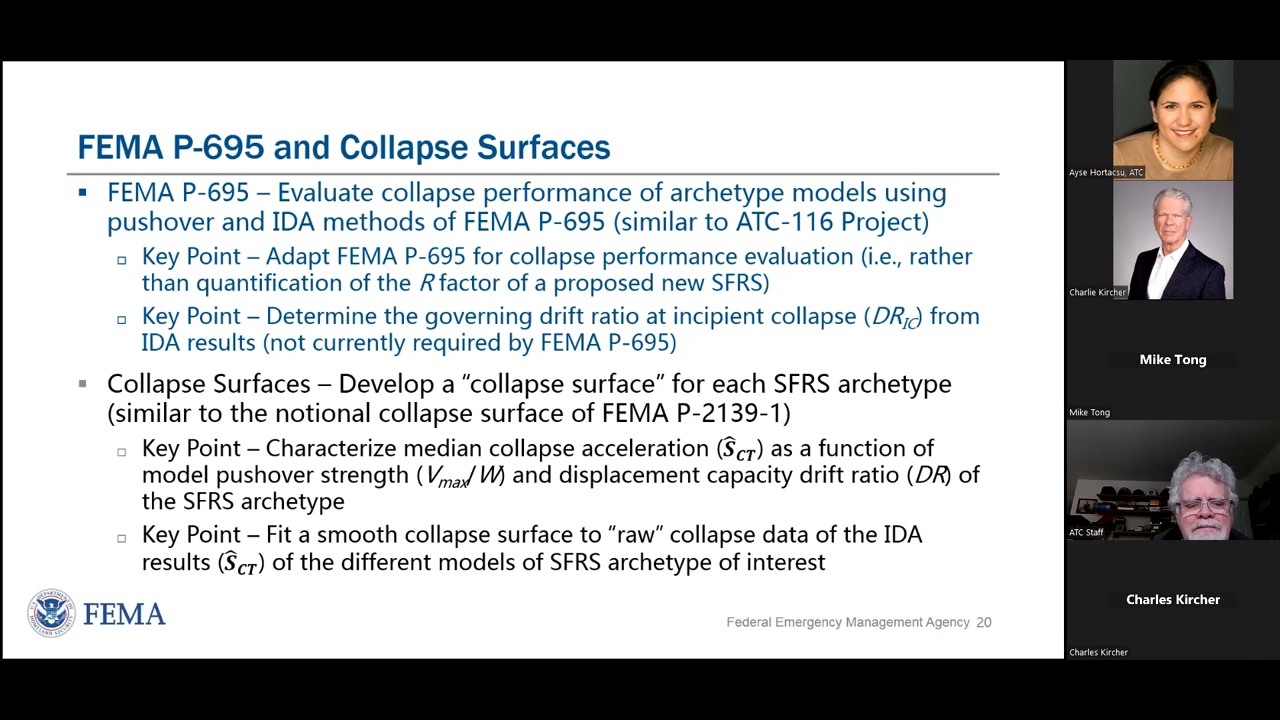 FEMA P-695 and Collapse Surfaces
▪ FEMA P-695 – Evaluate collapse performance of archetype models using
pushover and IDA methods of FEMA P-695 (similar to ATC-116 Project)
▫ Key Point – Adapt FEMA P-695 for collapse performance evaluation (i.e., rather
than quantification of the R factor of a proposed new SFRS)
▫ Key Point – Determine the governing drift ratio at incipient collapse (DR_IC) from
IDA results (not currently required by FEMA P-695)
▪ Collapse Surfaces – Develop a “collapse surface” for each SFRS archetype
(similar to the notional collapse surface of FEMA P-2139-1)
▫ Key Point – Characterize median collapse acceleration (Ŝ_CT) as a function of
model pushover strength (V_max/W) and displacement capacity drift ratio (DR) of
the SFRS archetype
▫ Key Point – Fit a smooth collapse surface to “raw” collapse data of the IDA
results (Ŝ_CT) of the different models of SFRS archetype of interest
FEMA
Federal Emergency Management Agency 20
Ayse Hortacsu, ATC
Charlie Kircher
Mike Tong
Mike Tong
ATC Staff
Charles Kircher
Charles Kircher